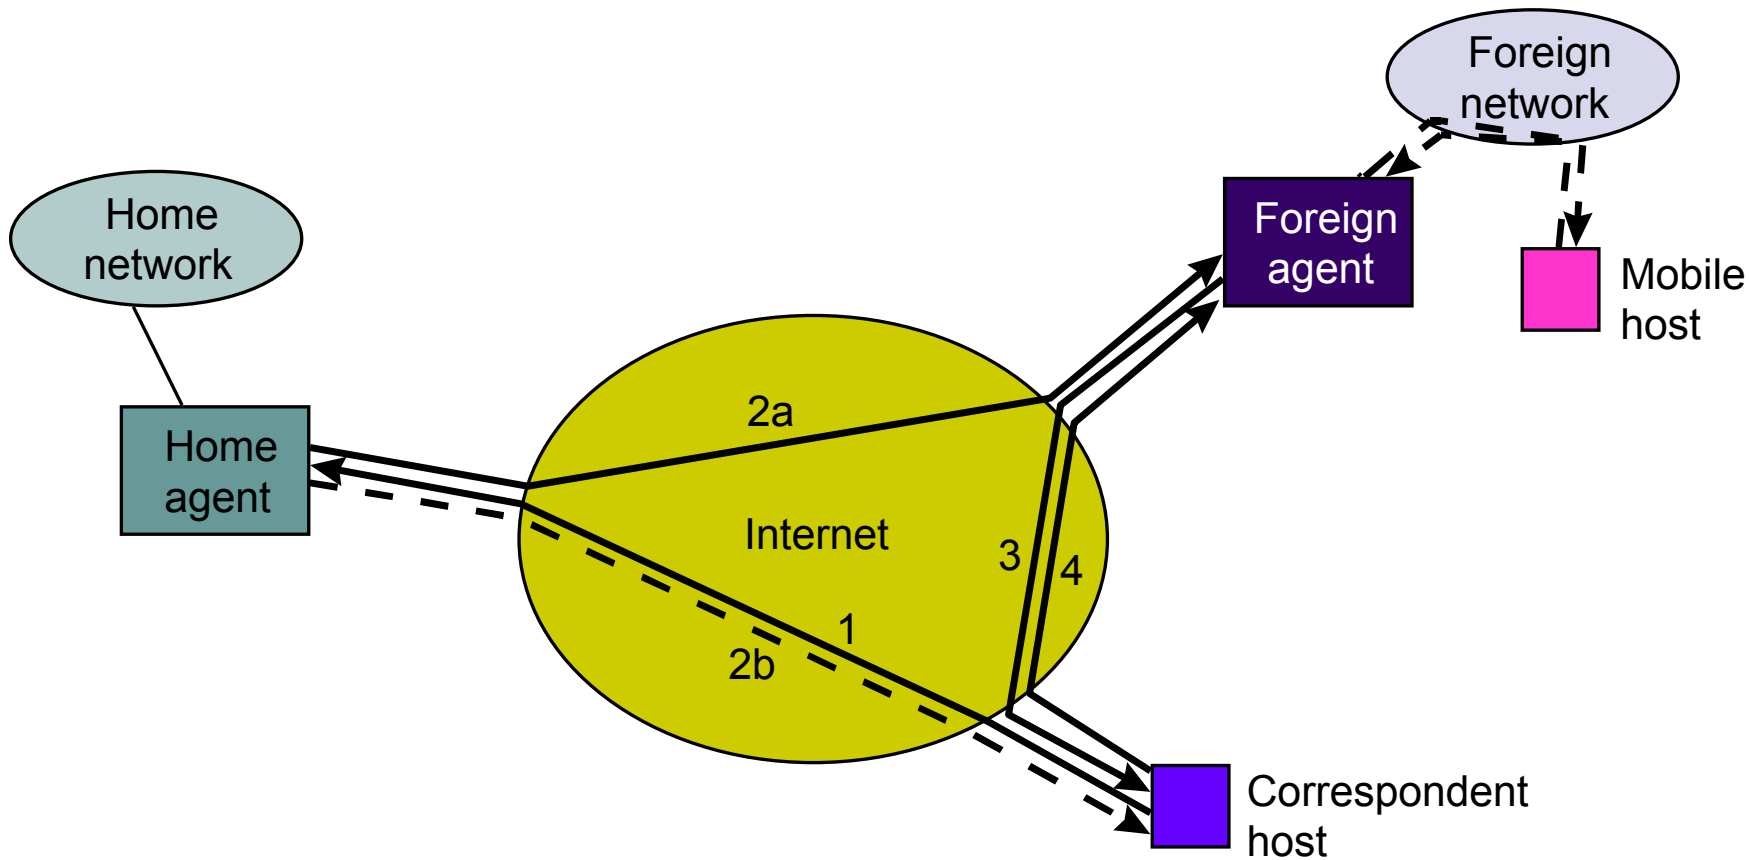 Foreign
network
Home
network
Foreign
agent
Mobile
host
2a
Home
agent
Internet
3
4
1
2b
Correspondent
host